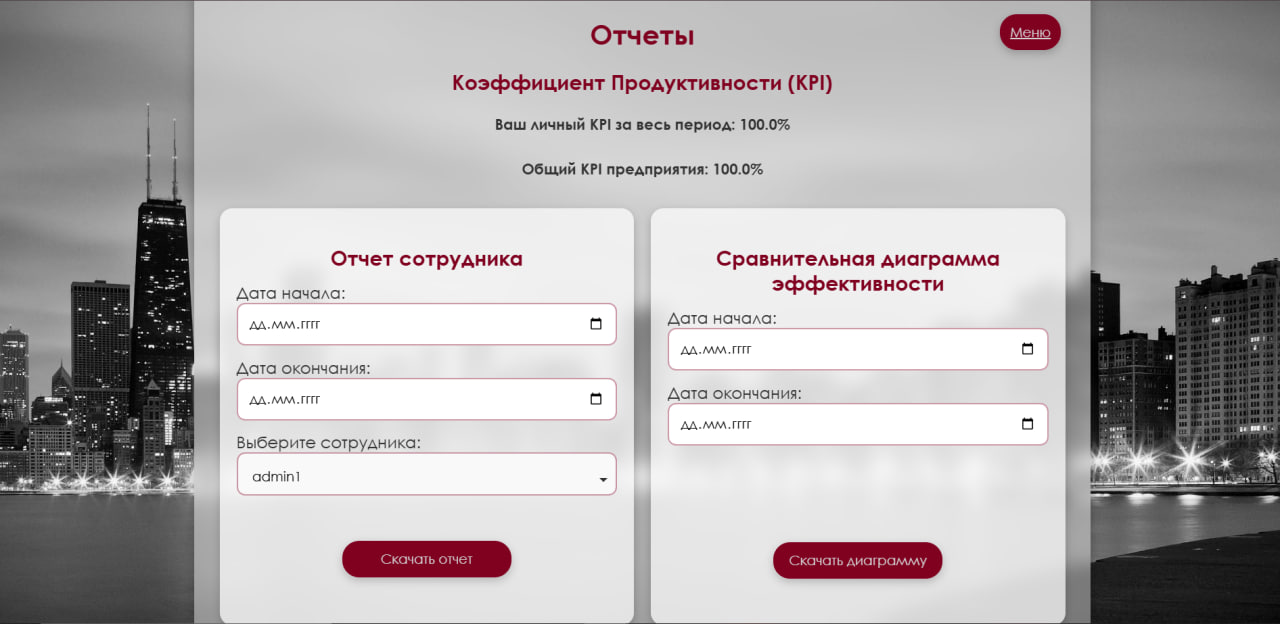 Отчеты
Меню
Коэффициент Продуктивности (KPI)
Ваш личный KPI за весь период: 100.0%
Общий KPI предприятия: 100.0%
Отчет сотрудника
Дата начала:
дд.мм.гггг
Дата окончания:
дд.мм.гггг
Выберите сотрудника:
admin1
Скачать отчет
Сравнительная диаграмма
эффективности
Дата начала:
дд.мм.гггг
Дата окончания:
дд.мм.гггг
Скачать диаграмму